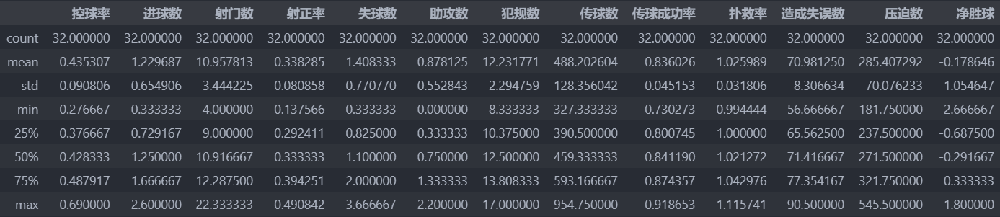 控球率 进球数 射门数 射正率 失球数 助攻数 犯规数 传球数 传球成功率 扑救率 造成失误数 压迫数 净胜球
count 32.000000 32.000000 32.000000 32.000000 32.000000 32.000000 32.000000 32.000000 32.000000 32.000000 32.000000 32.000000 32.000000
mean 0.435307 1.229687 10.957813 0.338285 1.408333 0.878125 12.231771 488.202604 0.836026 1.025989 70.981250 285.407292 -0.178646
std 0.090806 0.654906 3.444225 0.080858 0.770770 0.552843 2.294759 128.356042 0.045153 0.031806 8.306634 70.076233 1.054647
min 0.276667 0.333333 4.000000 0.137566 0.333333 0.000000 8.333333 327.333333 0.730273 0.994444 56.666667 181.750000 -2.666667
25% 0.376667 0.729167 9.000000 0.292411 0.825000 0.333333 10.375000 390.500000 0.800745 1.000000 65.562500 237.500000 -0.687500
50% 0.428333 1.250000 10.916667 0.333333 1.100000 0.750000 12.500000 459.333333 0.841190 1.021272 71.416667 271.500000 -0.291667
75% 0.487917 1.666667 12.287500 0.394251 2.000000 1.333333 13.808333 593.166667 0.874357 1.042976 77.354167 321.750000 0.333333
max 0.690000 2.600000 22.333333 0.490842 3.666667 2.200000 17.000000 954.750000 0.918653 1.115741 90.500000 545.500000 1.800000